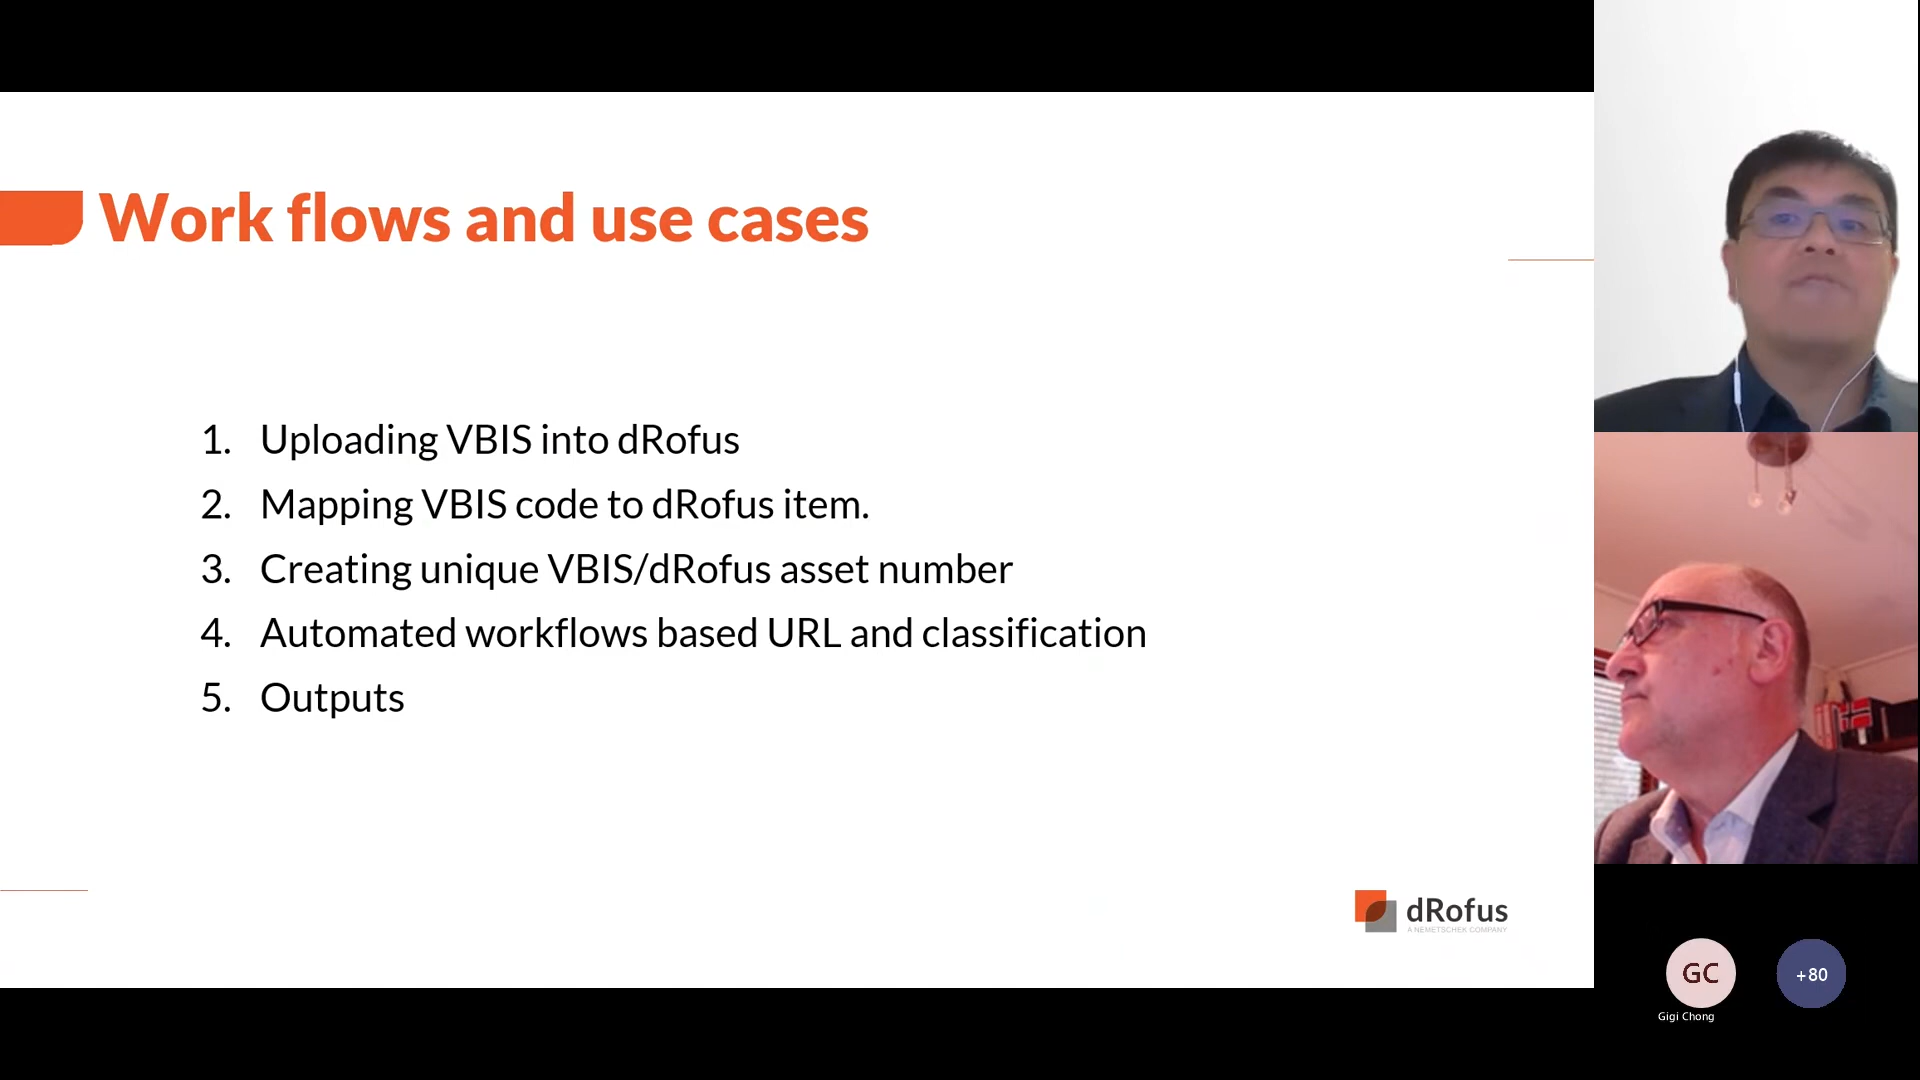 Work flows and use cases
1. Uploading VBIS into dRofus
2. Mapping VBIS code to dRofus item.
3. Creating unique VBIS/dRofus asset number
4. Automated workflows based URL and classification
5. Outputs
dRofus
A NEMETSCHEK COMPANY
GC
+80
Gigi Chong